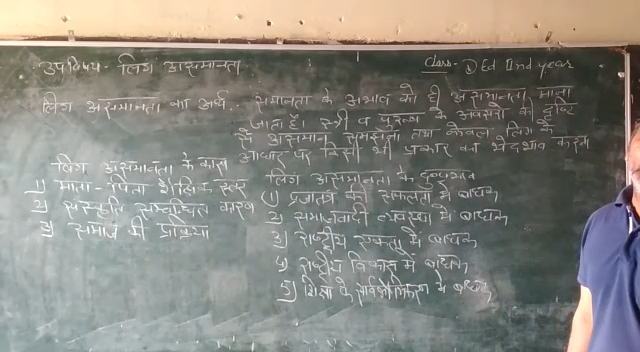 उपविषय - लिंग असमानता
Class - D.Ed IInd year
लिंग असमानता का अर्थ - समानता के अभाव को ही असमानता माना
जाता है। स्त्री व पुरुष के अवसरों की दृष्टि
से असमान समझना तथा केवल लिंग के
आधार पर किसी भी प्रकार का भेदभाव करना
लिंग असमानता के कारण
1) माता-पिता शैक्षिक स्तर
2) संस्कृति सम्बन्धित कारण
3) समाज की प्रक्रिया
लिंग असमानता के दुष्प्रभाव
(1) प्रजातंत्र की सफलता में बाधक
2) समाजवादी व्यवस्था में बाधक
3) राष्ट्रीय एकता में बाधक
4) राष्ट्रीय विकास में बाधक
5) शिक्षा के में बाधक